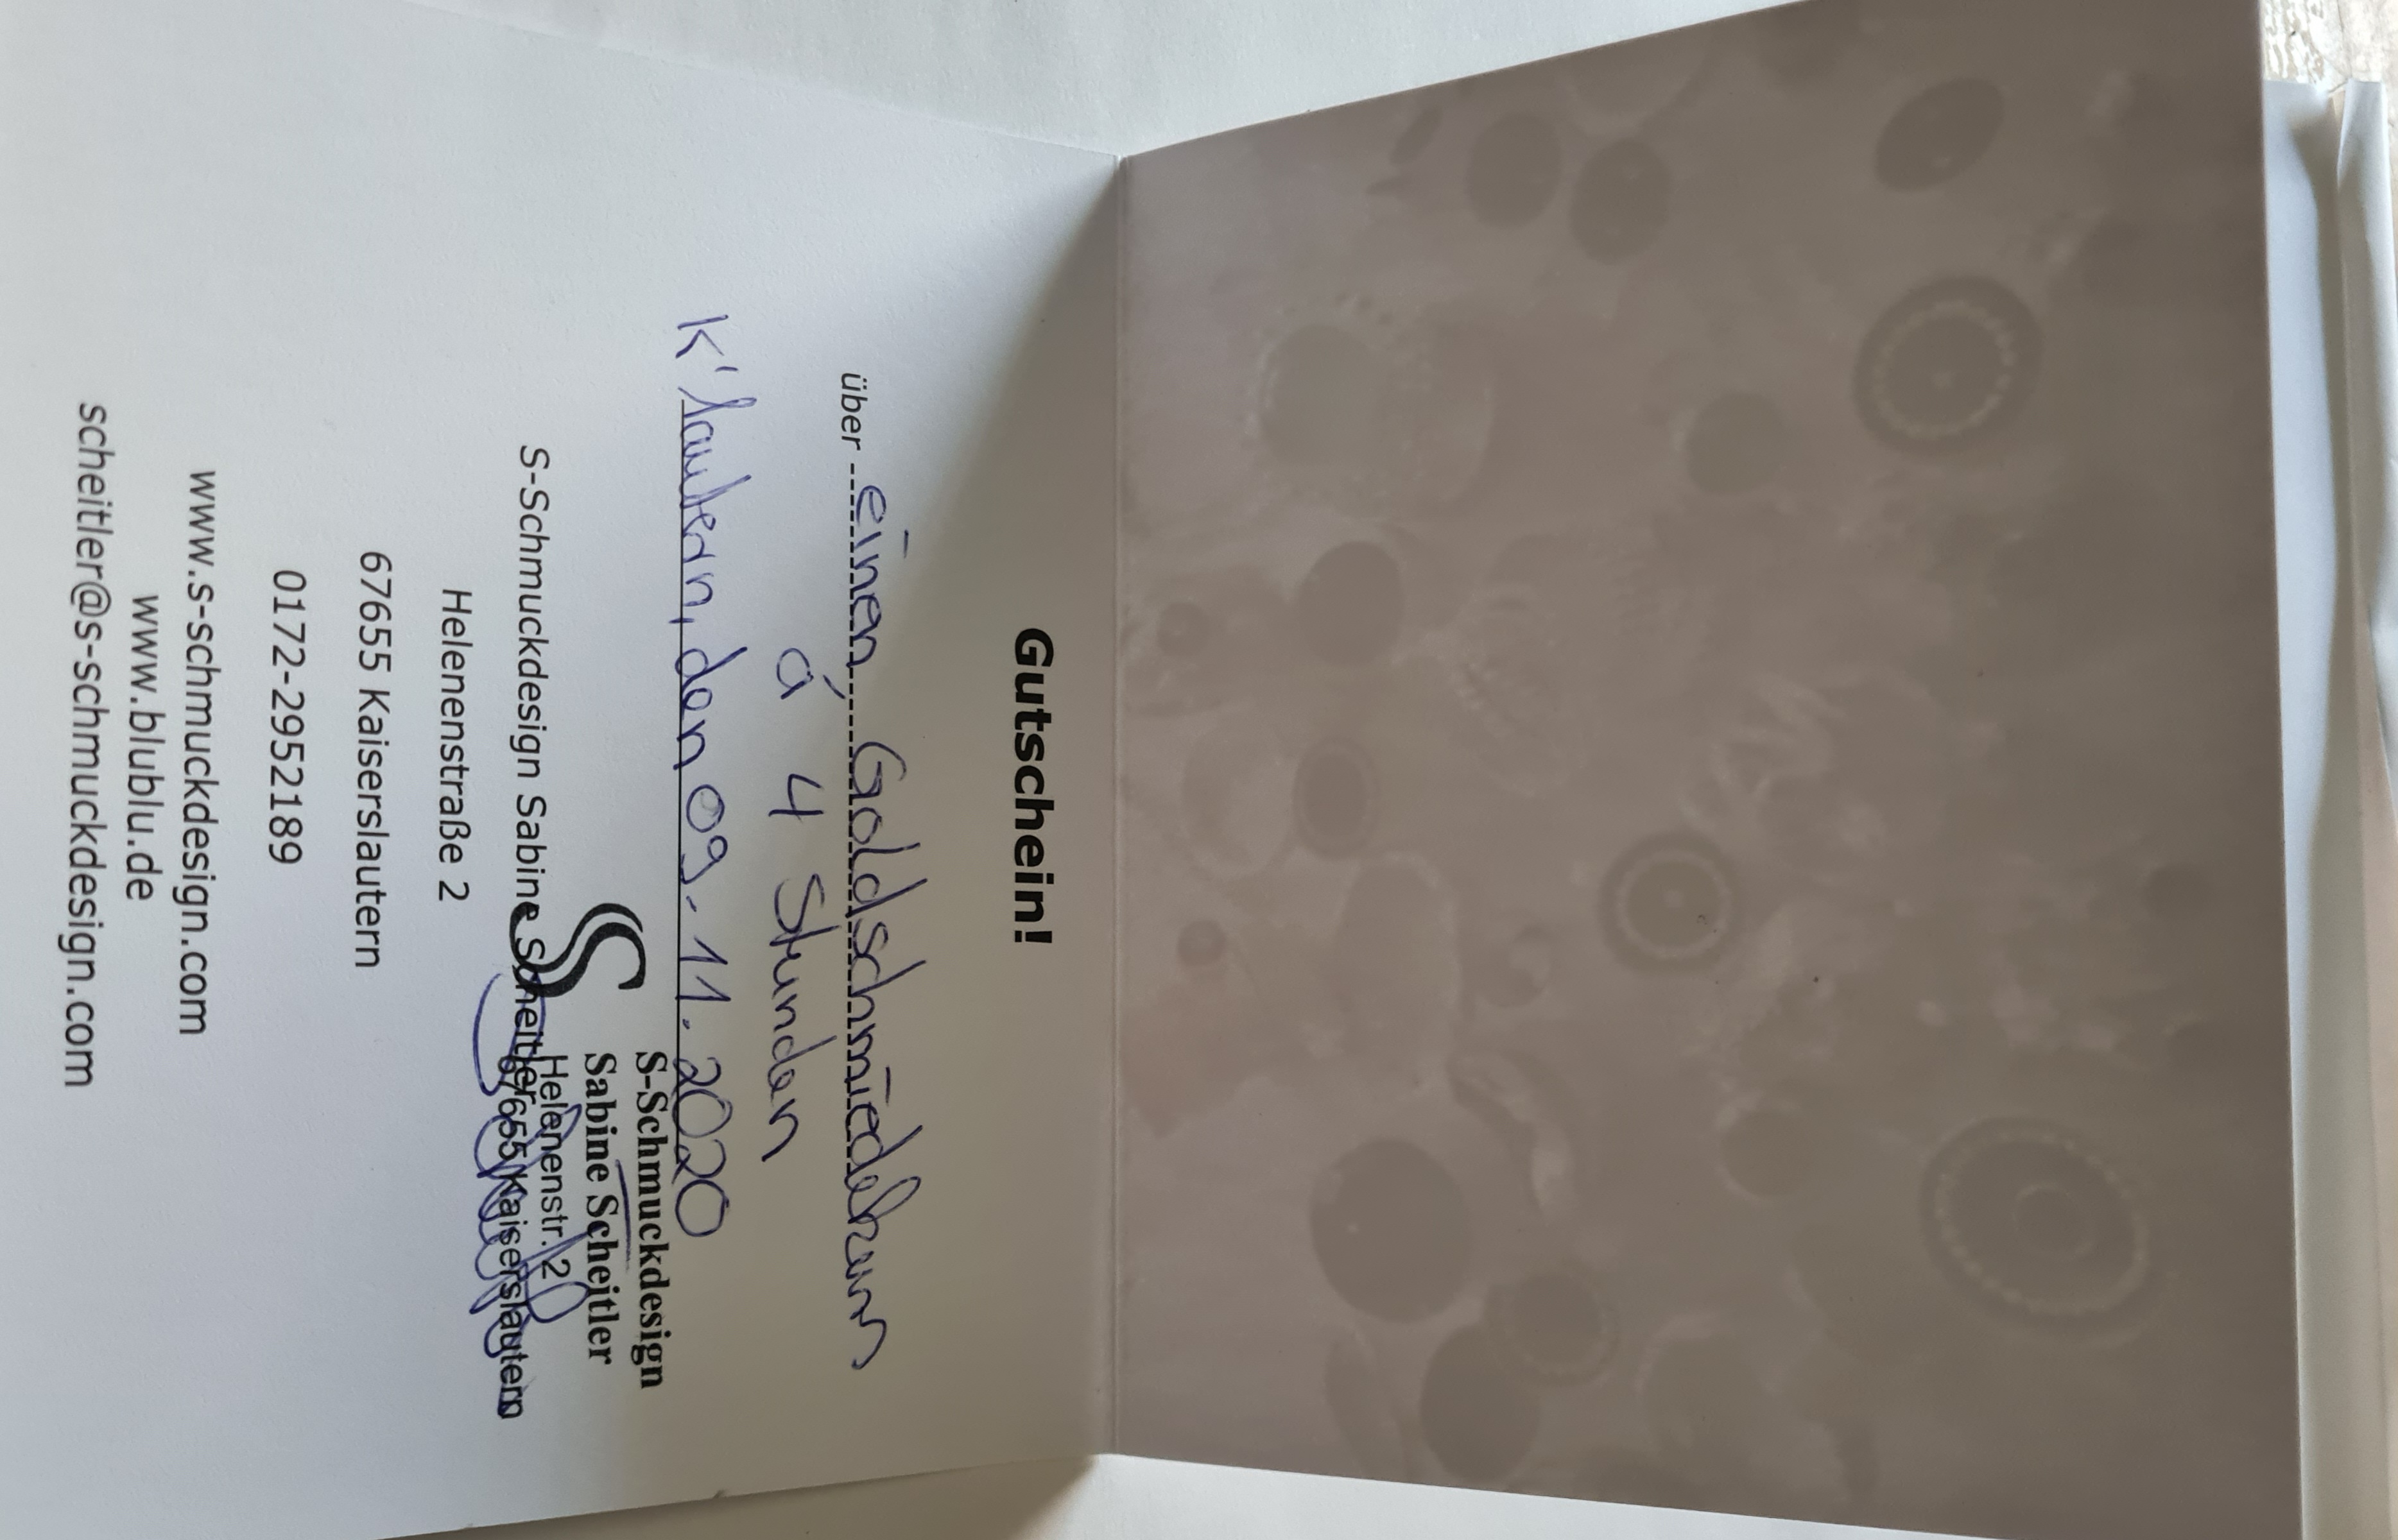 Gutschein!
über einen Goldschmiedekurs
á 4 Stunden
K'lautern, den 09.11.2020
S-Schmuckdesign
Sabine Scheitler
Helenenstr. 2
67655 Kaiserslautern
S-Schmuckdesign Sabine Scheitler
Helenenstraße 2
67655 Kaiserslautern
0172-2952189
www.s-schmuckdesign.com
www.blublu.de
scheitler@s-schmuckdesign.com